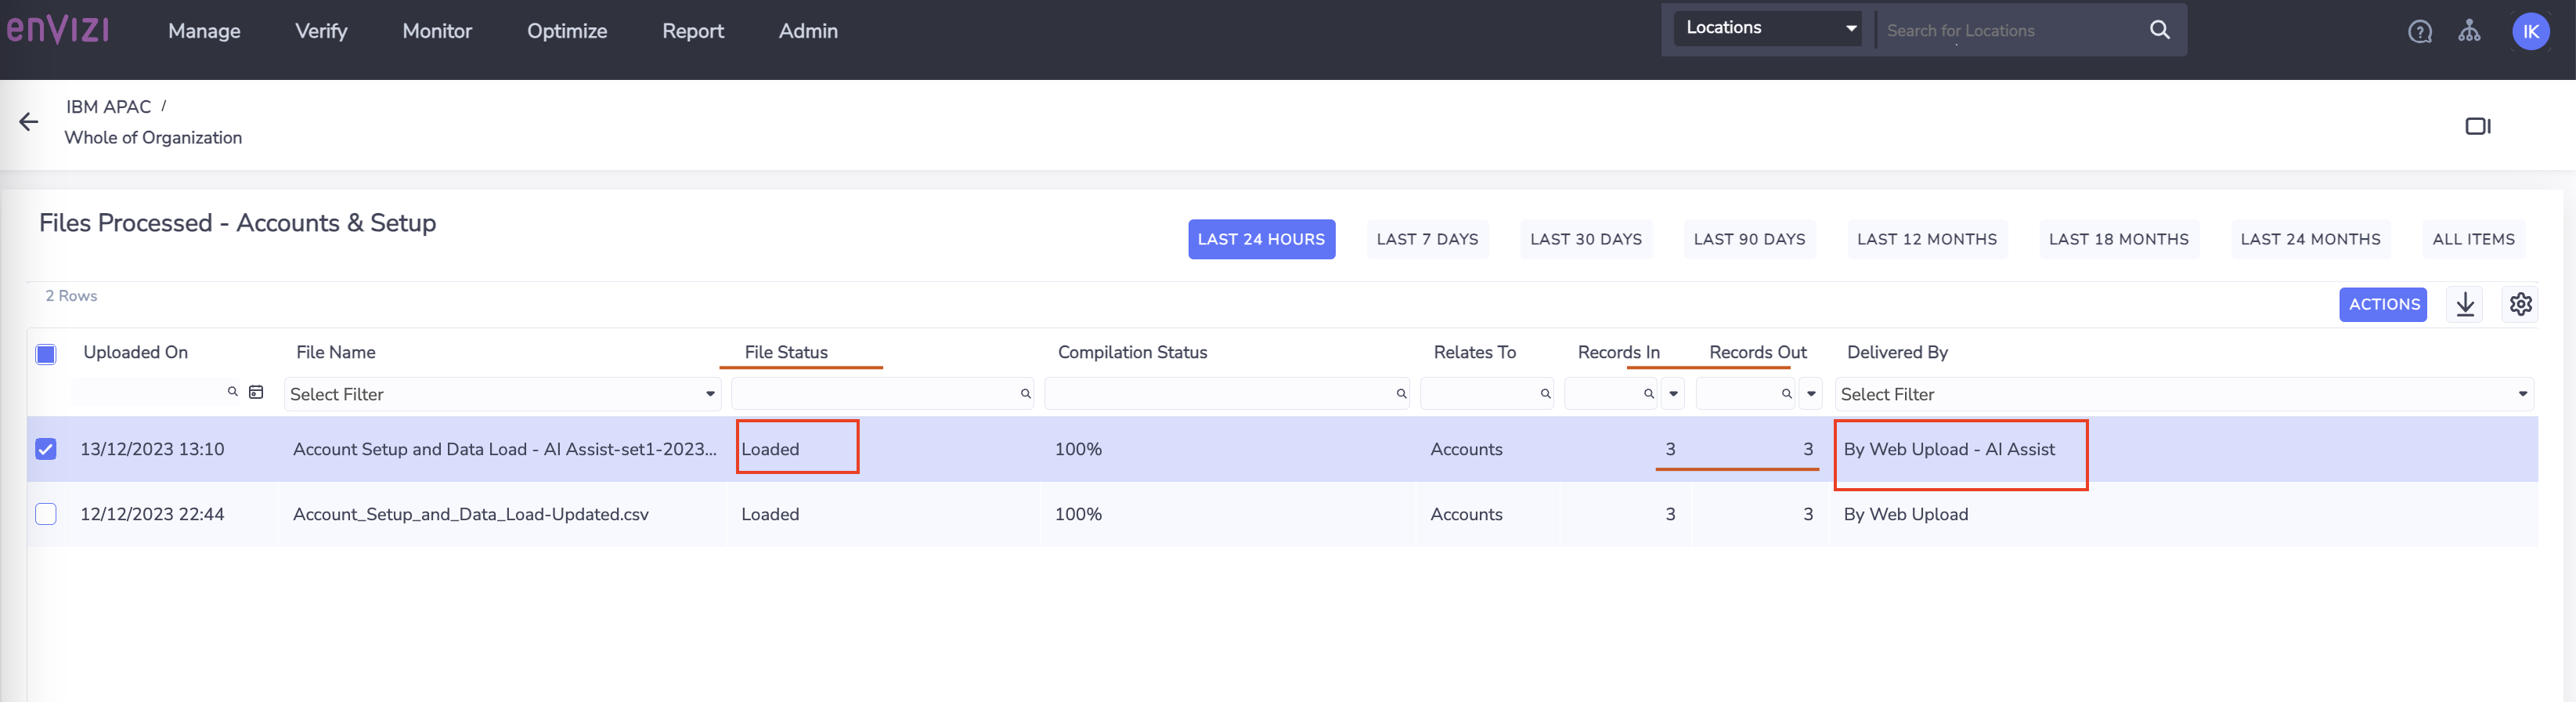 enVizi Manage Verify Monitor Optimize Report Admin Locations Search for Locations IK
IBM APAC /
Whole of Organization
Files Processed - Accounts & Setup
LAST 24 HOURS LAST 7 DAYS LAST 30 DAYS LAST 90 DAYS LAST 12 MONTHS LAST 18 MONTHS LAST 24 MONTHS ALL ITEMS
2 Rows
ACTIONS
Uploaded On File Name File Status Compilation Status Relates To Records In Records Out Delivered By
Select Filter Select Filter
13/12/2023 13:10 Account Setup and Data Load - AI Assist-set1-2023... Loaded 100% Accounts 3 3 By Web Upload - AI Assist
12/12/2023 22:44 Account_Setup_and_Data_Load-Updated.csv Loaded 100% Accounts 3 3 By Web Upload